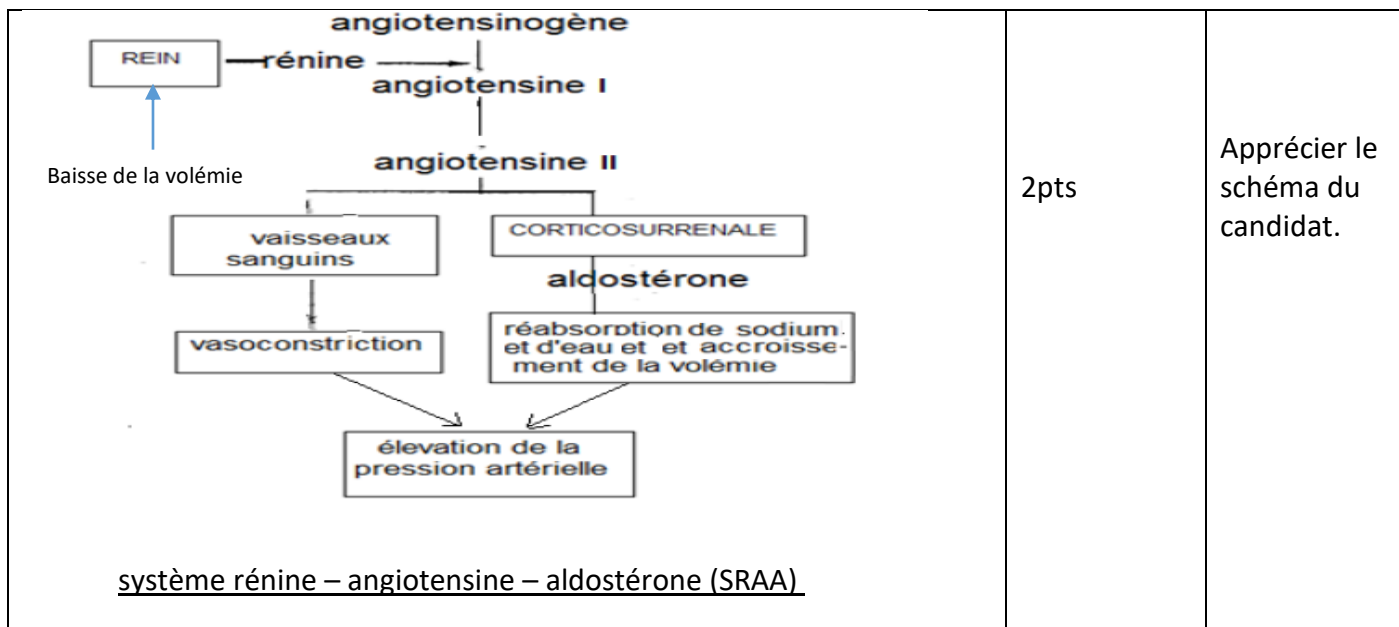 angiotensinogène
REIN
rénine
angiotensine I
Baisse de la volémie
angiotensine II
vaisseaux
sanguins
CORTICOSURRENALE
aldostérone
vasoconstriction
réabsorption de sodium.
et d'eau et et accroisse-
ment de la volémie
élevation de la
pression artérielle
système rénine – angiotensine – aldostérone (SRAA)
2pts
Apprécier le
schéma du
candidat.